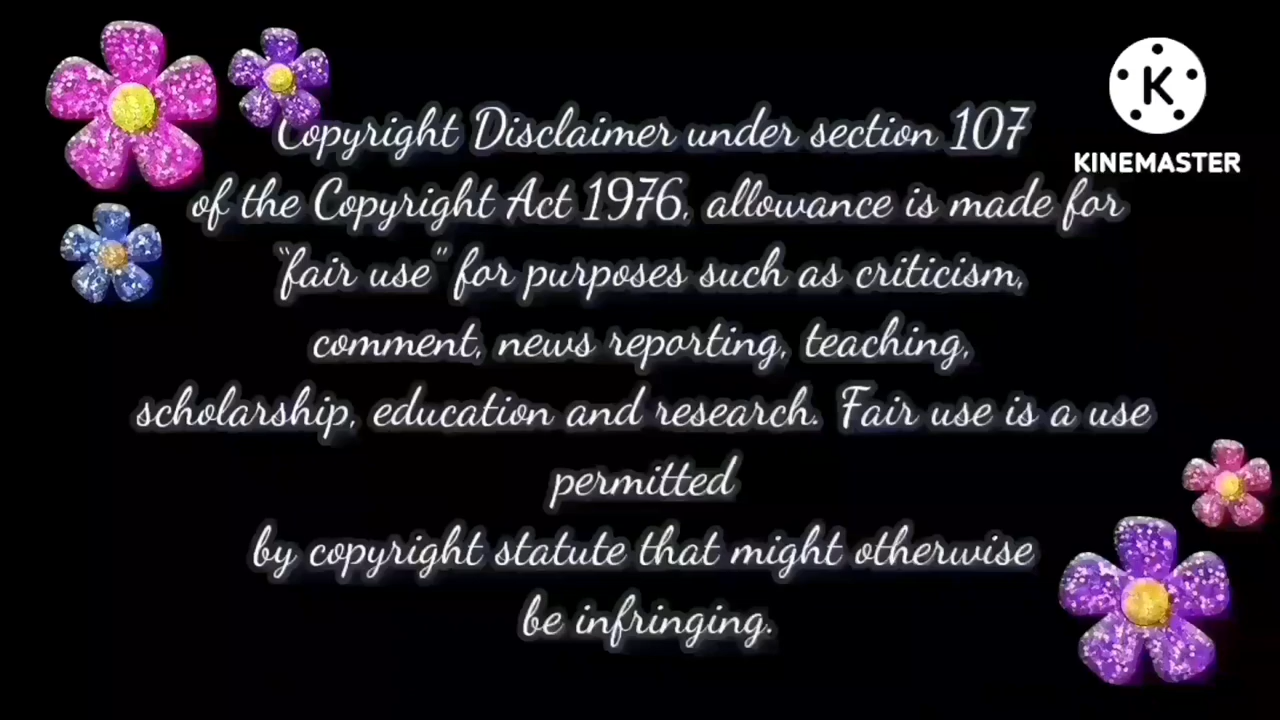 Copyright Disclaimer under section 107
of the Copyright Act 1976, allowance is made for
“fair use” for purposes such as criticism,
comment, news reporting, teaching,
scholarship, education and research. Fair use is a use
permitted
by copyright statute that might otherwise
be infringing.
K
KINEMASTER